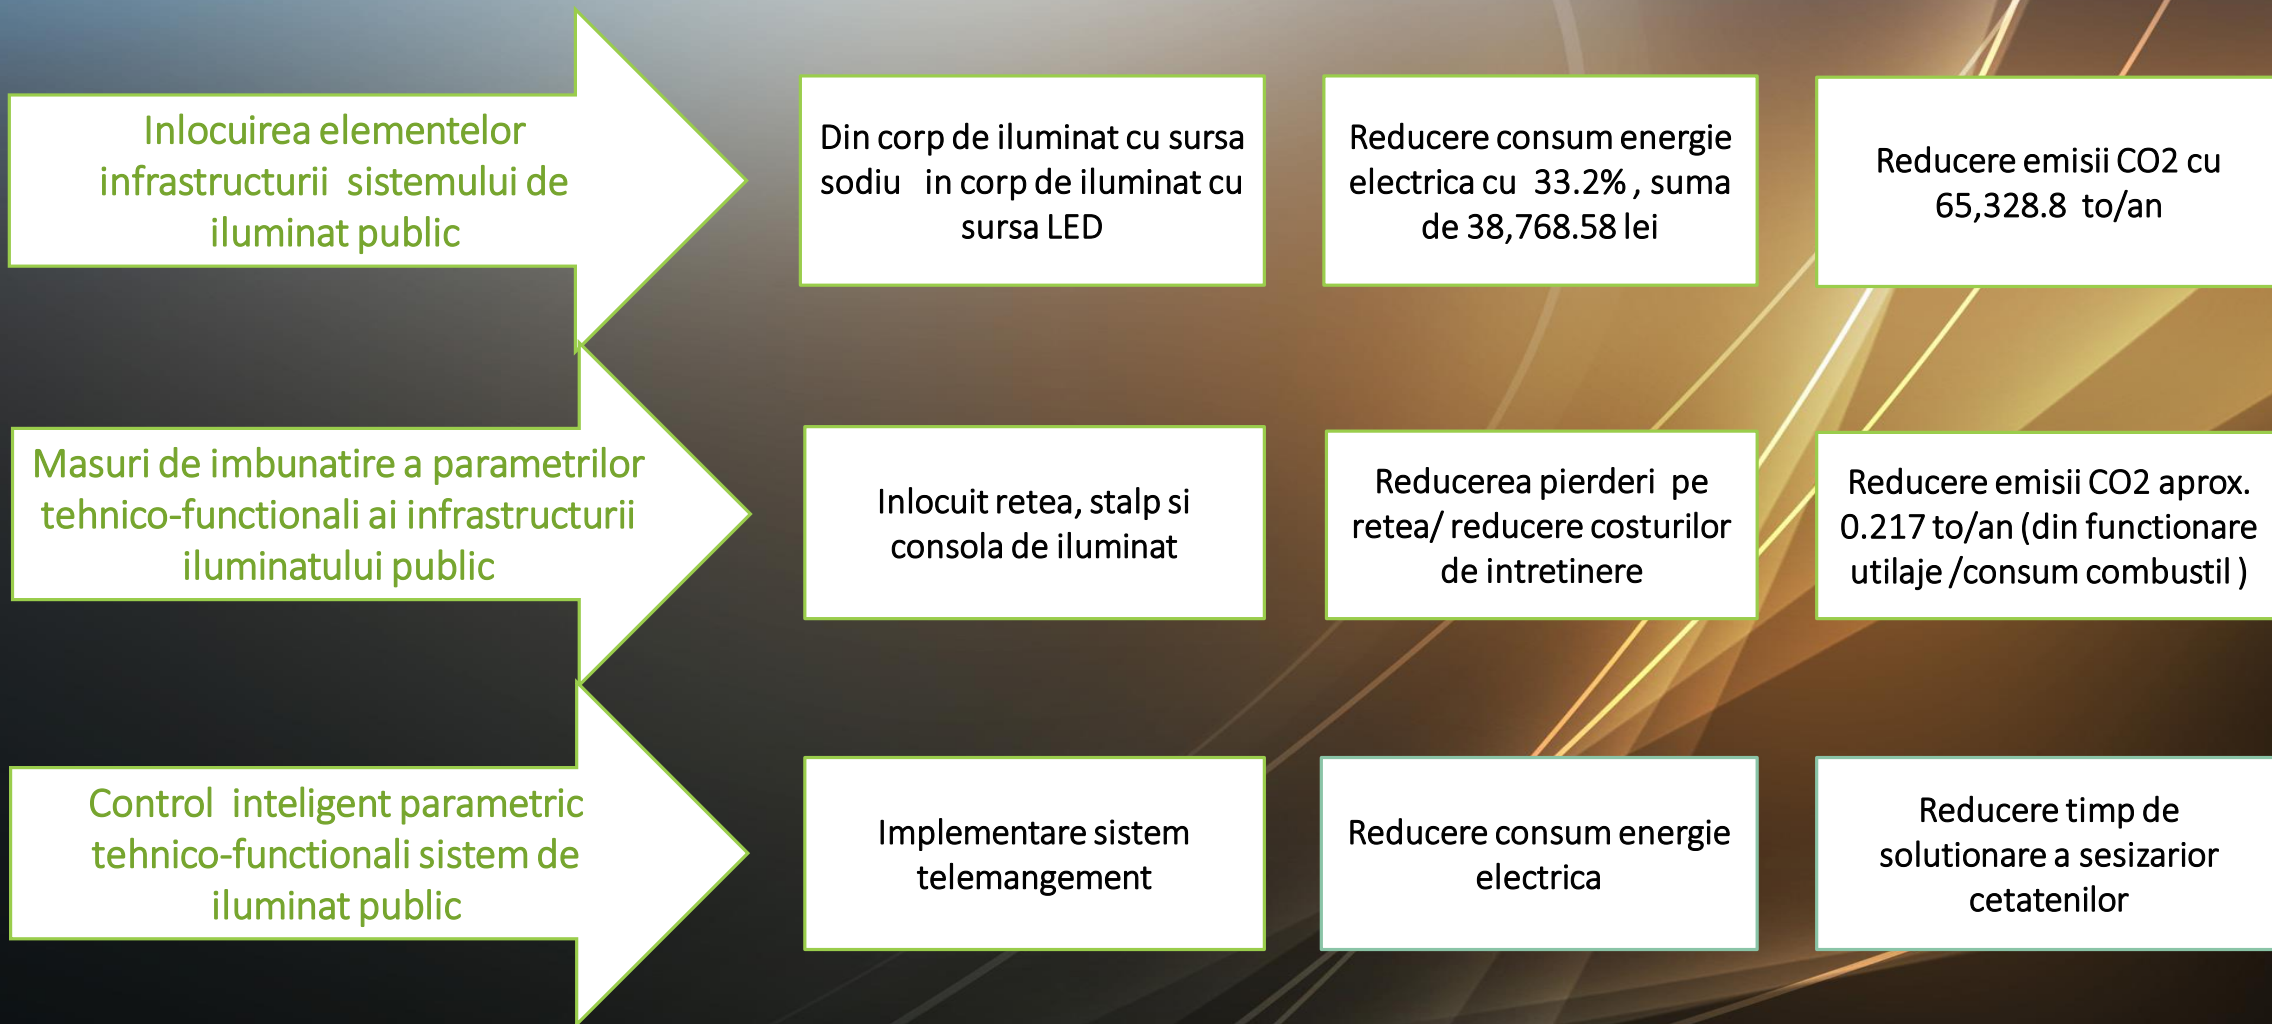 Inlocuirea elementelor
infrastructurii sistemului de
iluminat public
Din corp de iluminat cu sursa
sodiu in corp de iluminat cu
sursa LED
Reducere consum energie
electrica cu 33.2% , suma
de 38,768.58 lei
Reducere emisii CO2 cu
65,328.8 to/an
Masuri de imbunatire a parametrilor
tehnico-functionali ai infrastructurii
iluminatului public
Inlocuit retea, stalp si
consola de iluminat
Reducerea pierderi pe
retea/ reducere costurilor
de intretinere
Reducere emisii CO2 aprox.
0.217 to/an (din functionare
utilaje /consum combustil )
Control inteligent parametric
tehnico-functionali sistem de
iluminat public
Implementare sistem
telemangement
Reducere consum energie
electrica
Reducere timp de
solutionare a sesizarior
cetatenilor